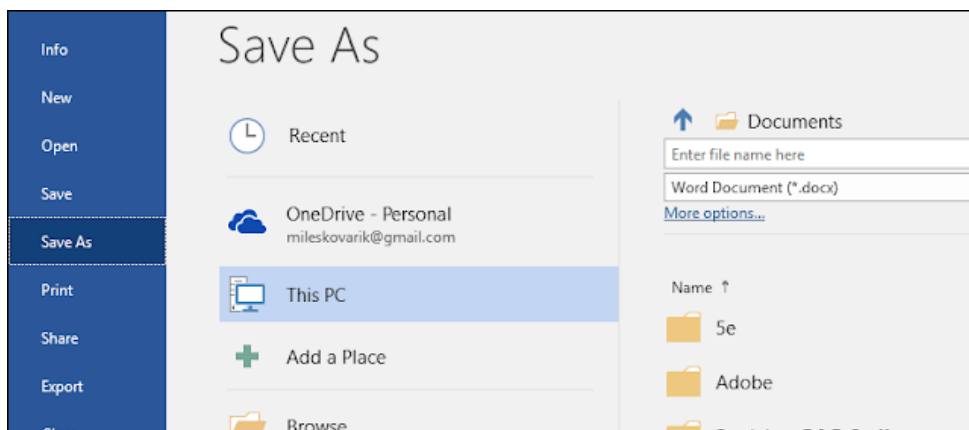 Info
New
Open
Save
Save As
Print
Share
Export
Save As
Recent
OneDrive - Personal
mileskovarik@gmail.com
This PC
Add a Place
Browse
Documents
Enter file name here
Word Document (*.docx)
More options...
Name ↑
5e
Adobe